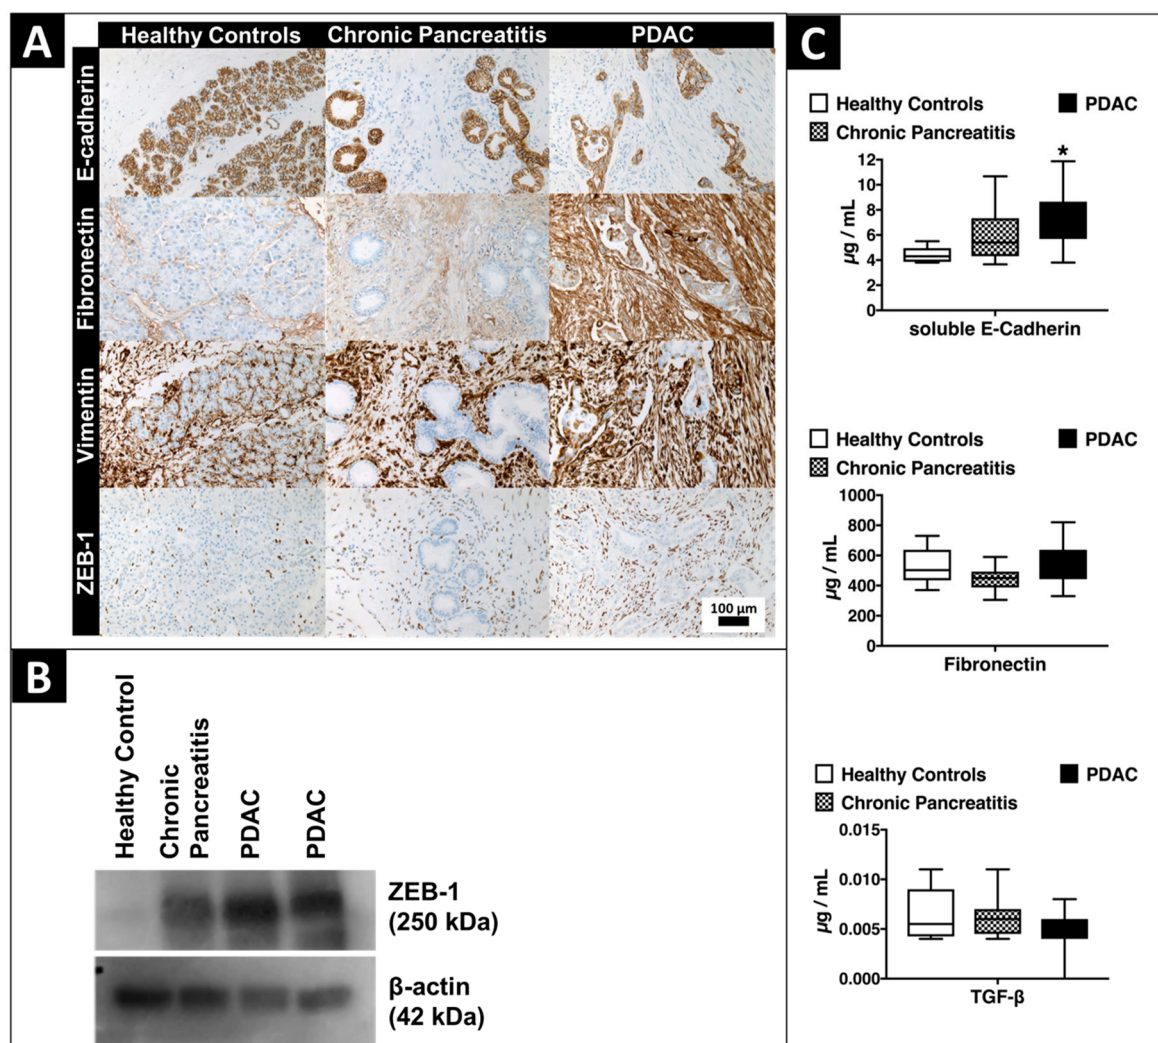 A
Healthy Controls
Chronic Pancreatitis
PDAC
E-cadherin
Fibronectin
Vimentin
ZEB-1
100 µm
B
Healthy Control
Chronic
Pancreatitis
PDAC
PDAC
ZEB-1
(250 kDa)
β-actin
(42 kDa)
C
Healthy Controls
PDAC
Chronic Pancreatitis
*
12
10
8
6
4
2
0
µg / mL
soluble E-Cadherin
Healthy Controls
PDAC
Chronic Pancreatitis
1000
800
600
400
200
0
µg / mL
Fibronectin
Healthy Controls
PDAC
Chronic Pancreatitis
0.015
0.010
0.005
0.000
µg / mL
TGF-β